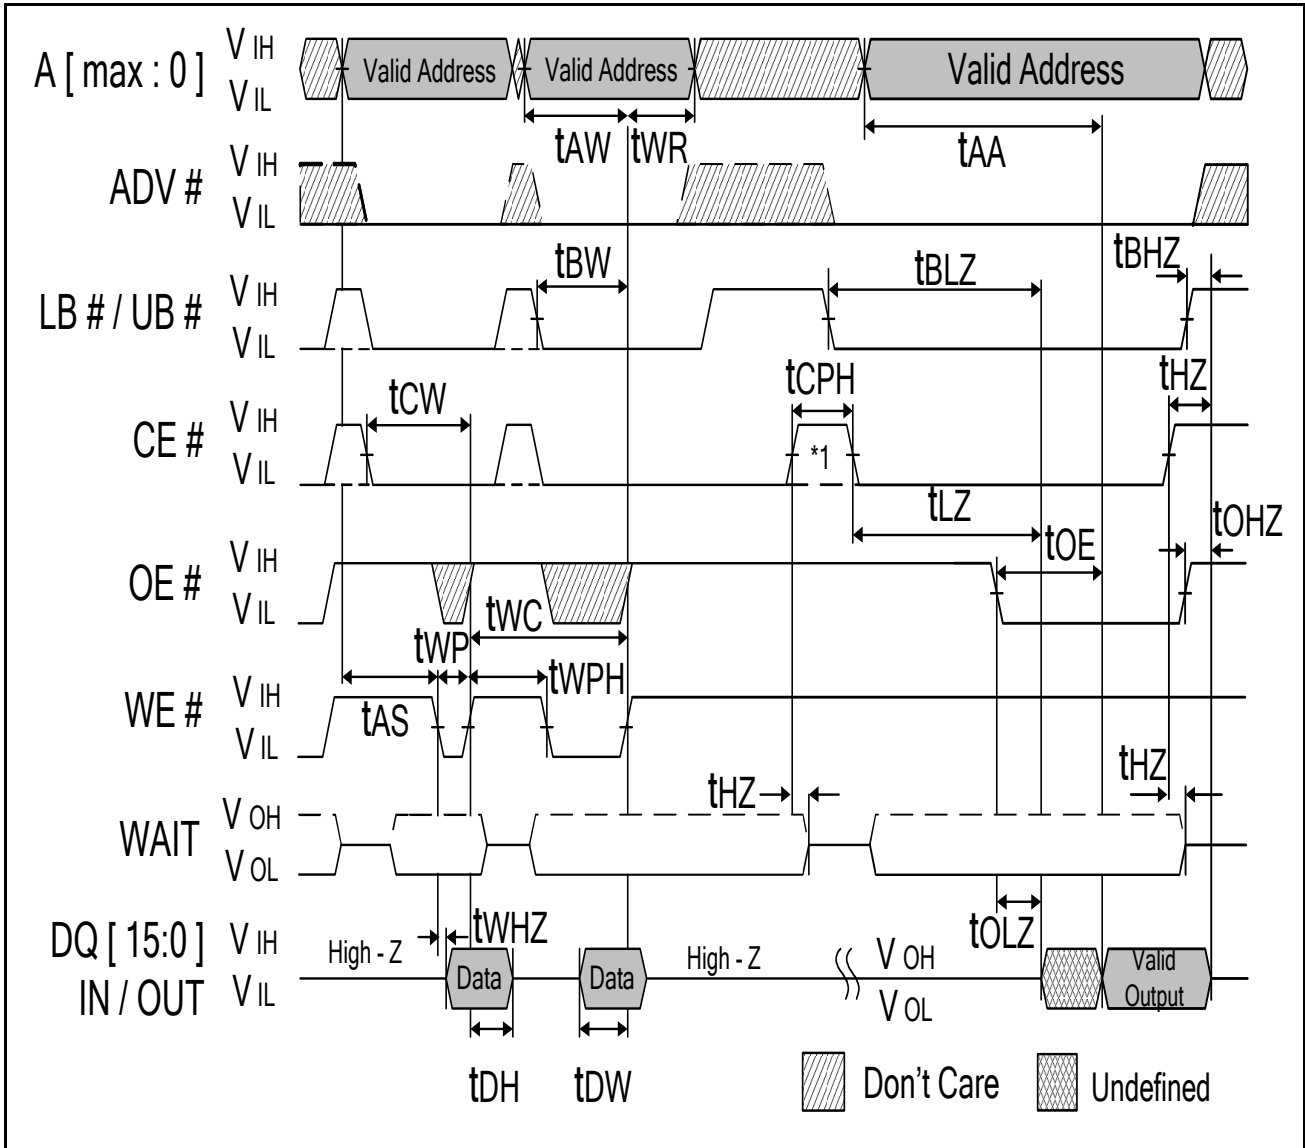 A [ max : 0 ] V IH Valid Address Valid Address Valid Address
V IL
tAW tWR tAA
ADV # V IH
V IL
tBW tBLZ tBHZ
LB # / UB # V IH
V IL
tCW tCPH tHZ
CE # V IH
V IL *1
tLZ tOE tOHZ
OE # V IH
V IL
tWP tWC
tWPH
WE # V IH
V IL tAS
tHZ tHZ
WAIT V OH
V OL
tWHZ tOLZ
DQ [ 15:0 ] V IH High - Z Data Data High - Z V OH Valid
IN / OUT V IL V OL Output
tDH tDW
Don't Care Undefined